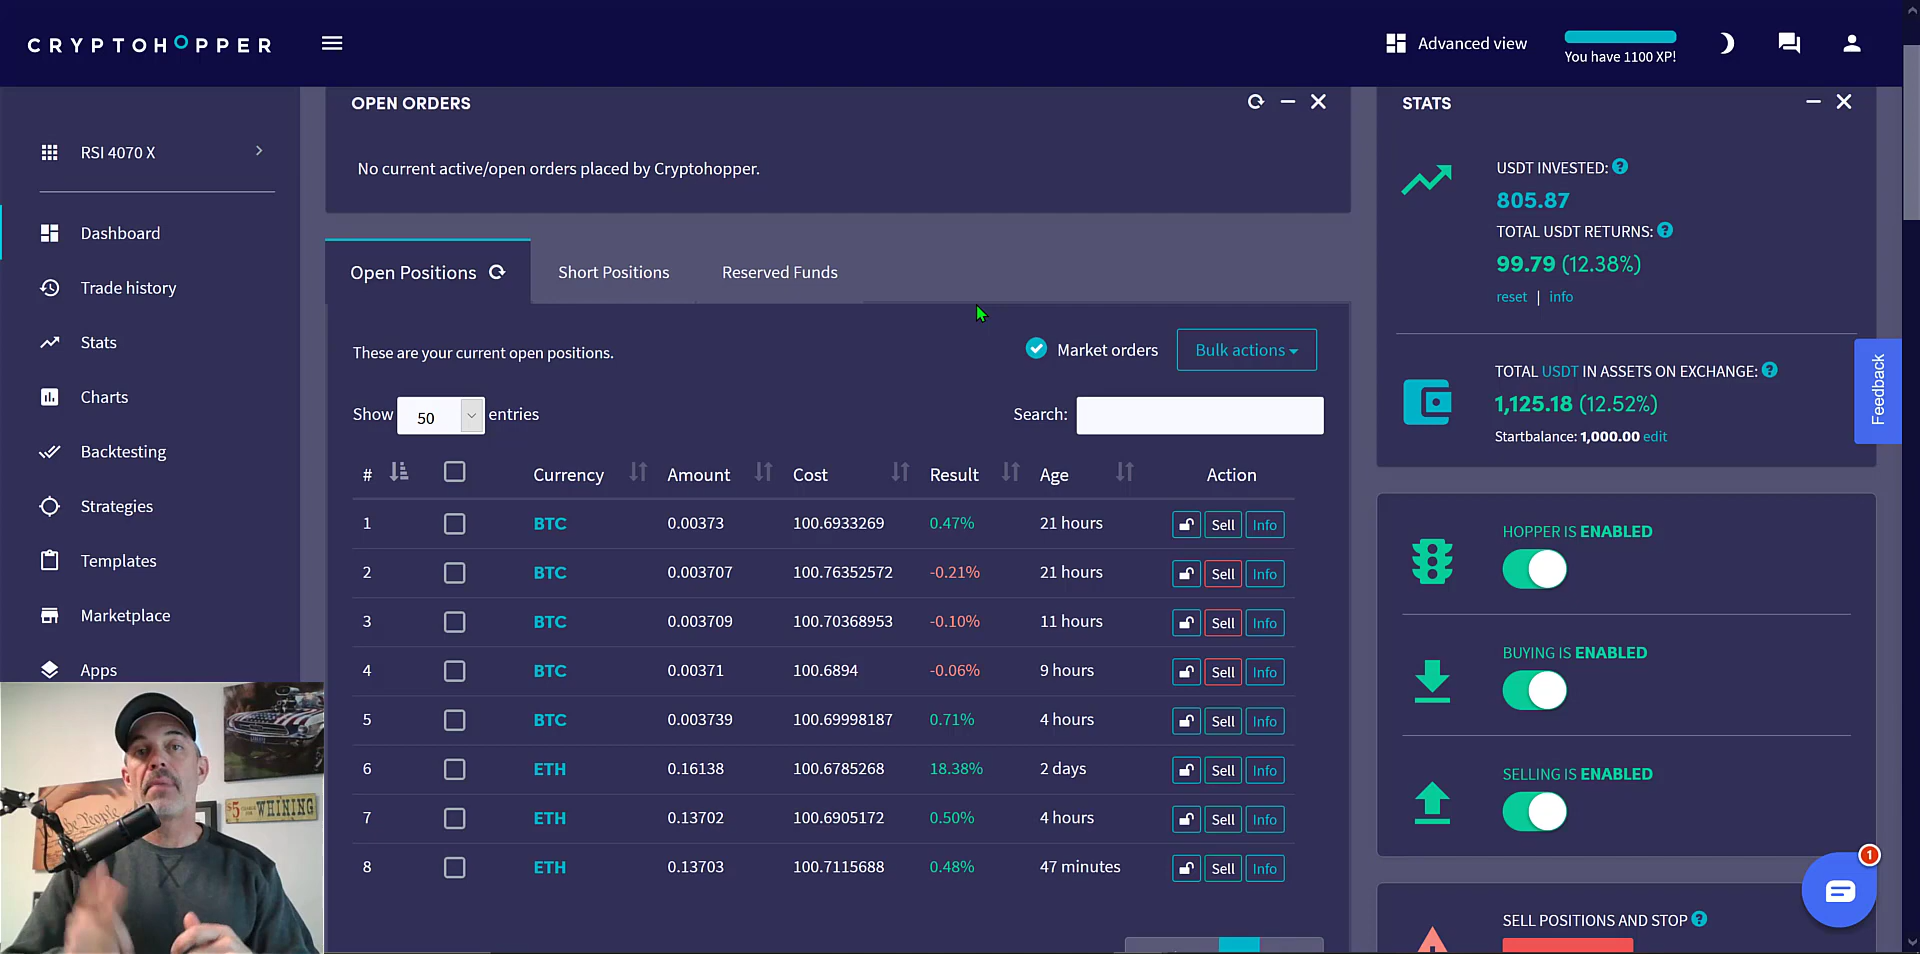 CRYPTOHOPPER
Advanced view
You have 1100 XP!
RSI 4070 X
Dashboard
Trade history
Stats
Charts
Backtesting
Strategies
Templates
Marketplace
Apps
OPEN ORDERS
No current active/open orders placed by Cryptohopper.
Open Positions
Short Positions
Reserved Funds
These are your current open positions.
Market orders
Bulk actions
Show 50 entries
Search:
# Currency Amount Cost Result Age Action
1 BTC 0.00373 100.6933269 0.47% 21 hours Sell Info
2 BTC 0.003707 100.76352572 -0.21% 21 hours Sell Info
3 BTC 0.003709 100.70368953 -0.10% 11 hours Sell Info
4 BTC 0.00371 100.6894 -0.06% 9 hours Sell Info
5 BTC 0.003739 100.69998187 0.71% 4 hours Sell Info
6 ETH 0.16138 100.6785268 18.38% 2 days Sell Info
7 ETH 0.13702 100.6905172 0.50% 4 hours Sell Info
8 ETH 0.13703 100.7115688 0.48% 47 minutes Sell Info
STATS
USDT INVESTED: ?
805.87
TOTAL USDT RETURNS: ?
99.79 (12.38%)
reset | info
TOTAL USDT IN ASSETS ON EXCHANGE: ?
1,125.18 (12.52%)
Startbalance: 1,000.00 edit
Feedback
HOPPER IS ENABLED
BUYING IS ENABLED
SELLING IS ENABLED
1
SELL POSITIONS AND STOP ?
We the People
$5 CHARGE FOR WHINING